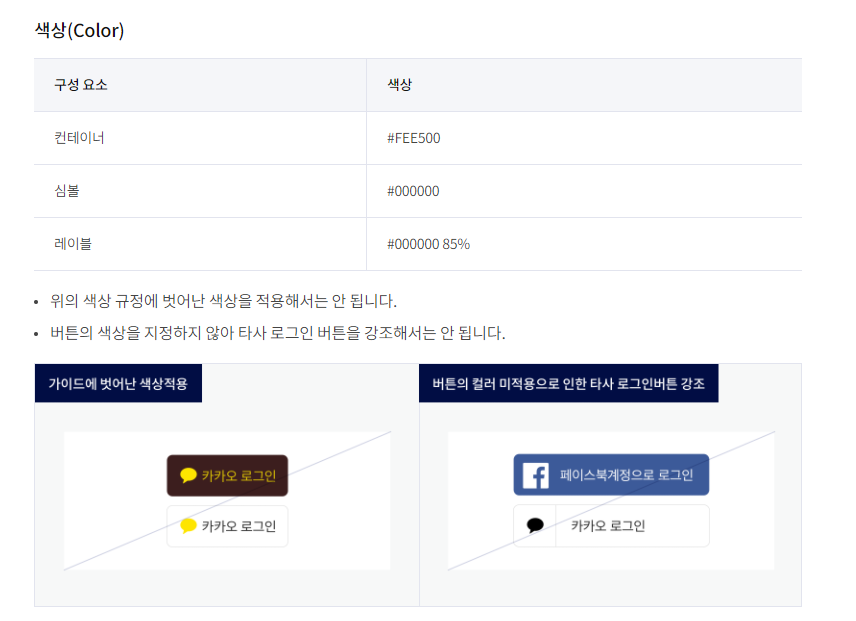 색상(Color)
구성 요소 색상
컨테이너 #FEE500
심볼 #000000
레이블 #000000 85%
• 위의 색상 규정에 벗어난 색상을 적용해서는 안 됩니다.
• 버튼의 색상을 지정하지 않아 타사 로그인 버튼을 강조해서는 안 됩니다.
가이드에 벗어난 색상적용
카카오 로그인
카카오 로그인
버튼의 컬러 미적용으로 인한 타사 로그인버튼 강조
페이스북계정으로 로그인
카카오 로그인